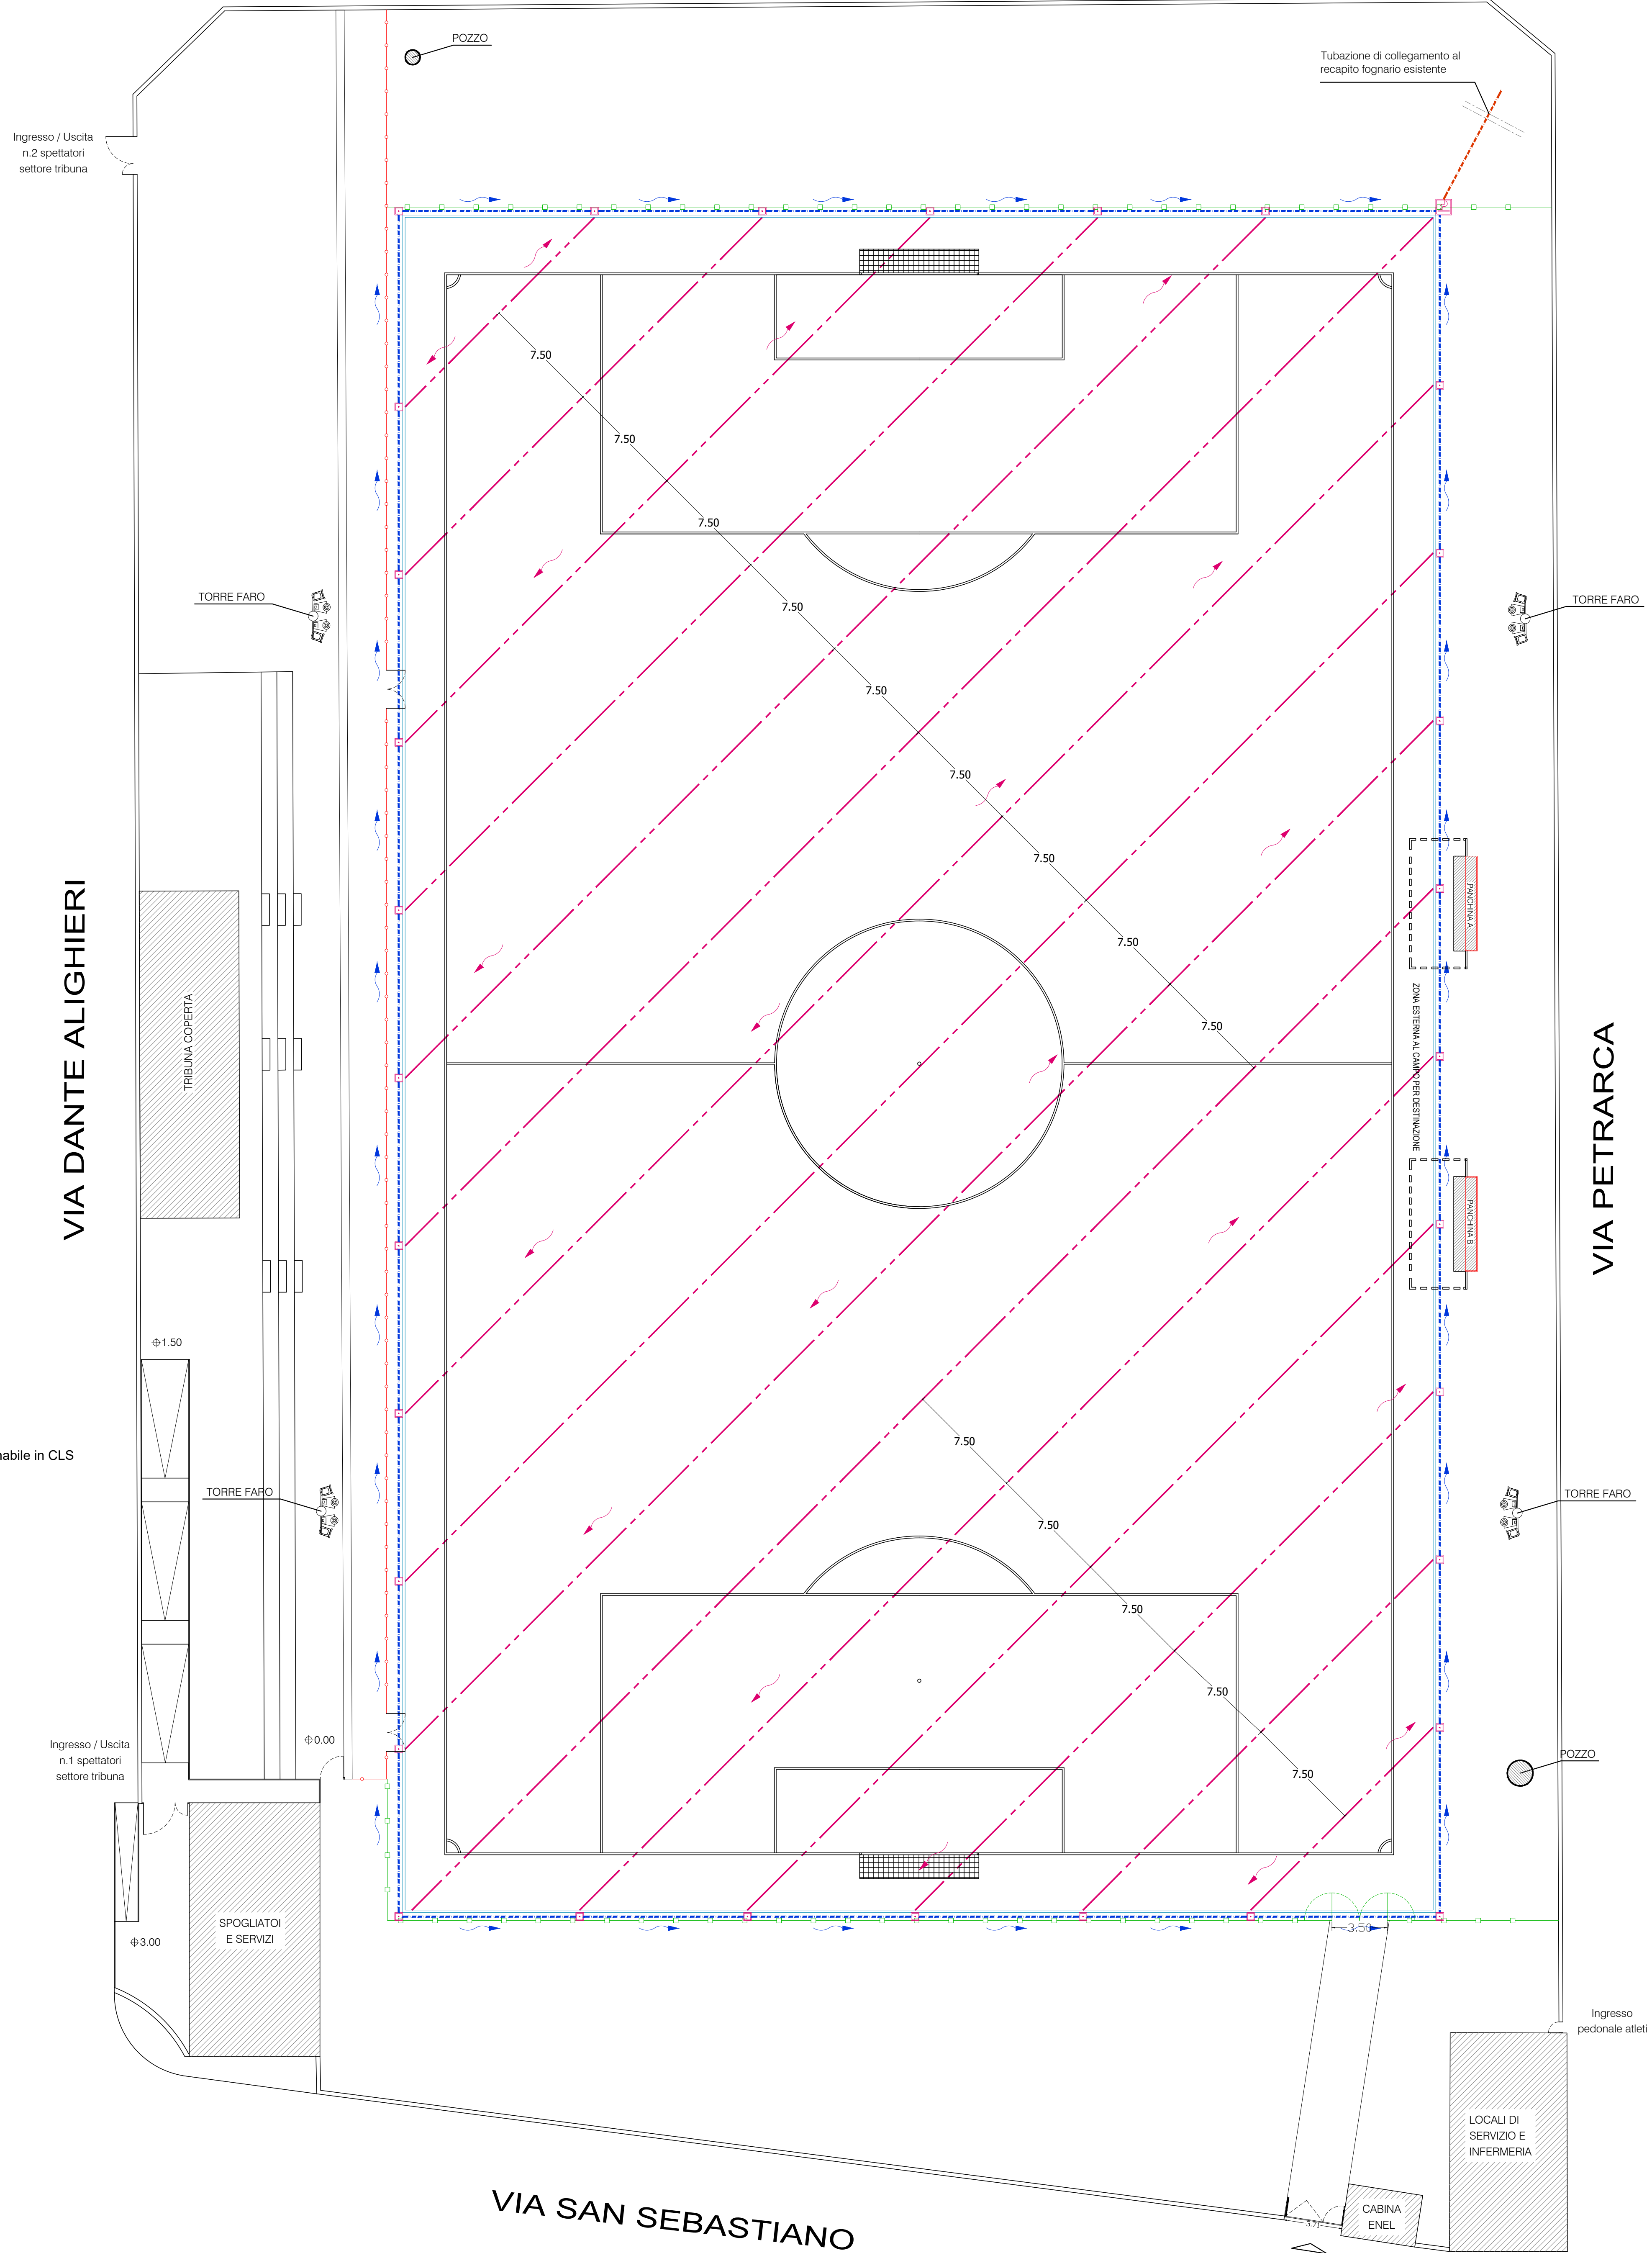 POZZO
Tubazione di collegamento al
recapito fognario esistente
Ingresso / Uscita
n.2 spettatori
settore tribuna
7.50
7.50
7.50
7.50
7.50
7.50
7.50
7.50
7.50
TORRE FARO
TORRE FARO
PANCHINA A
ZONA ESTERNA AL CAMPO PER DESTINAZIONE
PANCHINA B
VIA DANTE ALIGHIERI
TRIBUNA COPERTA
VIA PETRARCA
1.50
7.50
7.50
7.50
7.50
7.50
TORRE FARO
TORRE FARO
0.00
Ingresso / Uscita
n.1 spettatori
settore tribuna
POZZO
SPOGLIATOI
E SERVIZI
3.00
3.50
Ingresso
pedonale atleti
LOCALI DI
SERVIZIO E
INFERMERIA
CABINA
ENEL
3.71
VIA SAN SEBASTIANO
in CLS